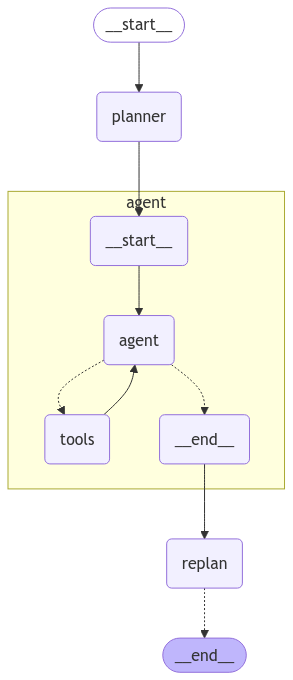 __start__
planner
agent
__start__
agent
tools
__end__
replan
__end__